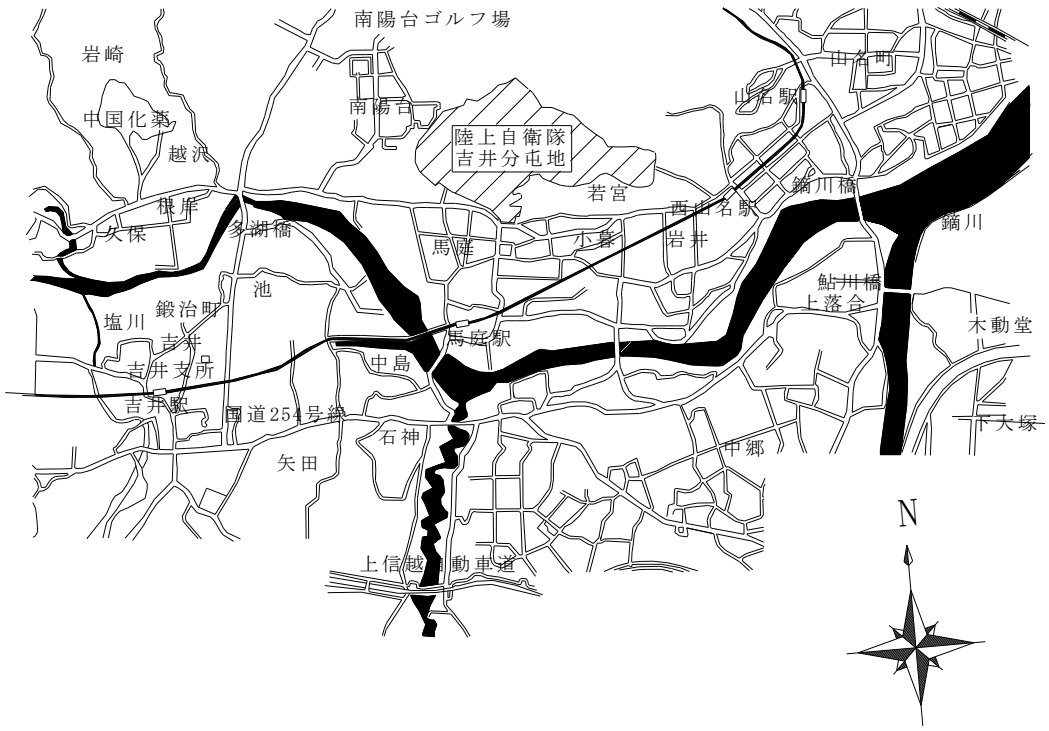 南陽台ゴルフ場
岩崎
山名町
南陽台
山名駅
中国化薬
陸上自衛隊
吉井分屯地
越沢
若宮
鏑川橋
根岸
西山名駅
久保
多湖橋
馬庭
小暮
岩井
鏑川
池
鮎川橋
上落合
鍛治町
塩川
木動堂
吉井
馬庭駅
中島
吉井支所
吉井駅
国道254号線
下大塚
石神
中郷
矢田
上信越自動車道
N